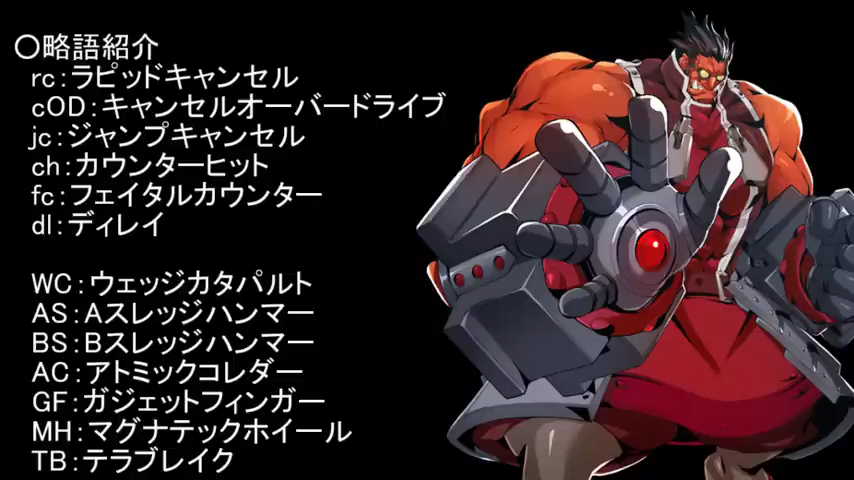 〇略語紹介
rc：ラピッドキャンセル
cOD：キャンセルオーバードライブ
jc：ジャンプキャンセル
ch：カウンターヒット
fc：フェイタルカウンター
dl：ディレイ
WC：ウェッジカタパルト
AS：Aスレッジハンマー
BS：Bスレッジハンマー
AC：アトミックコレダー
GF：ガジェットフィンガー
MH：マグナテックホイール
TB：テラブレイク